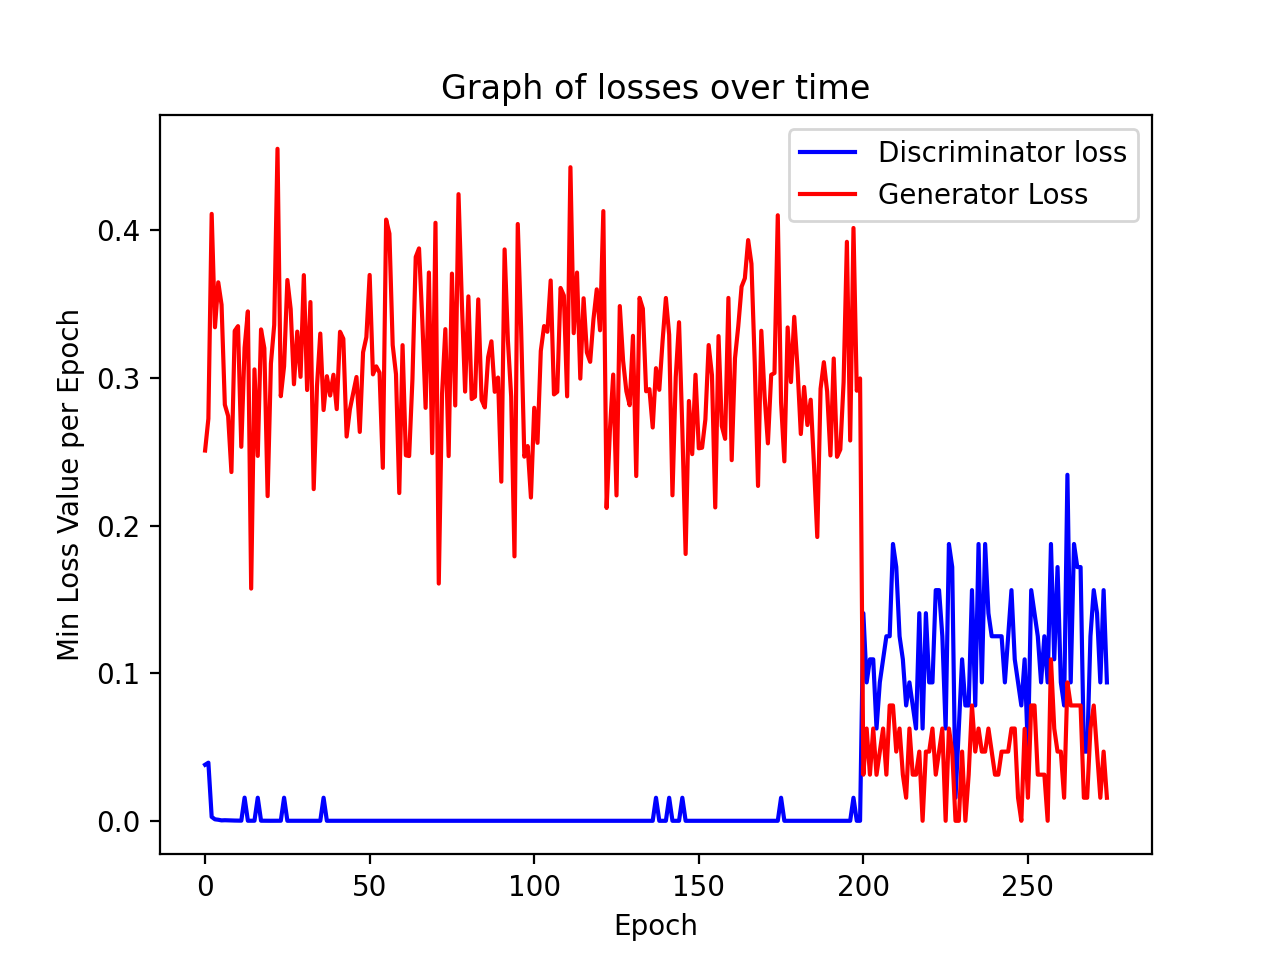 Graph of losses over time
Discriminator loss
Generator Loss
Min Loss Value per Epoch
0.4
0.3
0.2
0.1
0.0
0 50 100 150 200 250
Epoch